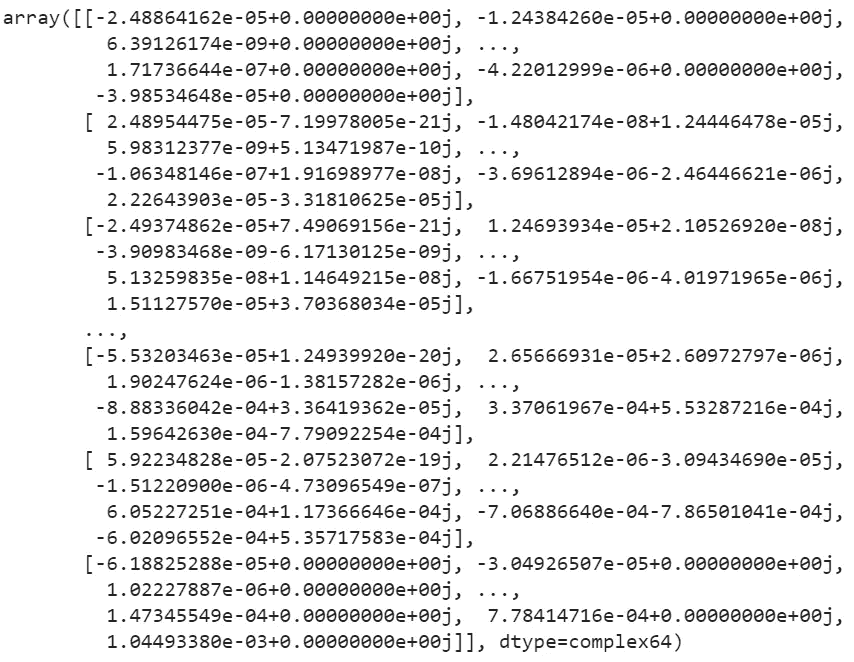 array([[-2.48864162e-05+0.00000000e+00j, -1.24384260e-05+0.00000000e+00j,
6.39126174e-09+0.00000000e+00j, ...,
1.71736644e-07+0.00000000e+00j, -4.22012999e-06+0.00000000e+00j,
-3.98534648e-05+0.00000000e+00j],
[ 2.48954475e-05-7.19978005e-21j, -1.48042174e-08+1.24446478e-05j,
5.98312377e-09+5.13471987e-10j, ...,
-1.06348146e-07+1.91698977e-08j, -3.69612894e-06-2.46446621e-06j,
2.22643903e-05-3.31810625e-05j],
[-2.49374862e-05+7.49069156e-21j, 1.24693934e-05+2.10526920e-08j,
-3.90983468e-09-6.17130125e-09j, ...,
5.13259835e-08+1.14649215e-08j, -1.66751954e-06-4.01971965e-06j,
1.51127570e-05+3.70368034e-05j],
...,
[-5.53203463e-05+1.24939920e-20j, 2.65666931e-05+2.60972797e-06j,
1.90247624e-06-1.38157282e-06j, ...,
-8.88336042e-04+3.36419362e-05j, 3.37061967e-04+5.53287216e-04j,
1.59642630e-04-7.79092254e-04j],
[ 5.92234828e-05-2.07523072e-19j, 2.21476512e-06-3.09434690e-05j,
-1.51220900e-06-4.73096549e-07j, ...,
6.05227251e-04+1.17366646e-04j, -7.06886640e-04-7.86501041e-04j,
-6.02096552e-04+5.35717583e-04j],
[-6.18825288e-05+0.00000000e+00j, -3.04926507e-05+0.00000000e+00j,
1.02227887e-06+0.00000000e+00j, ...,
1.47345549e-04+0.00000000e+00j, 7.78414716e-04+0.00000000e+00j,
1.04493380e-03+0.00000000e+00j]], dtype=complex64)